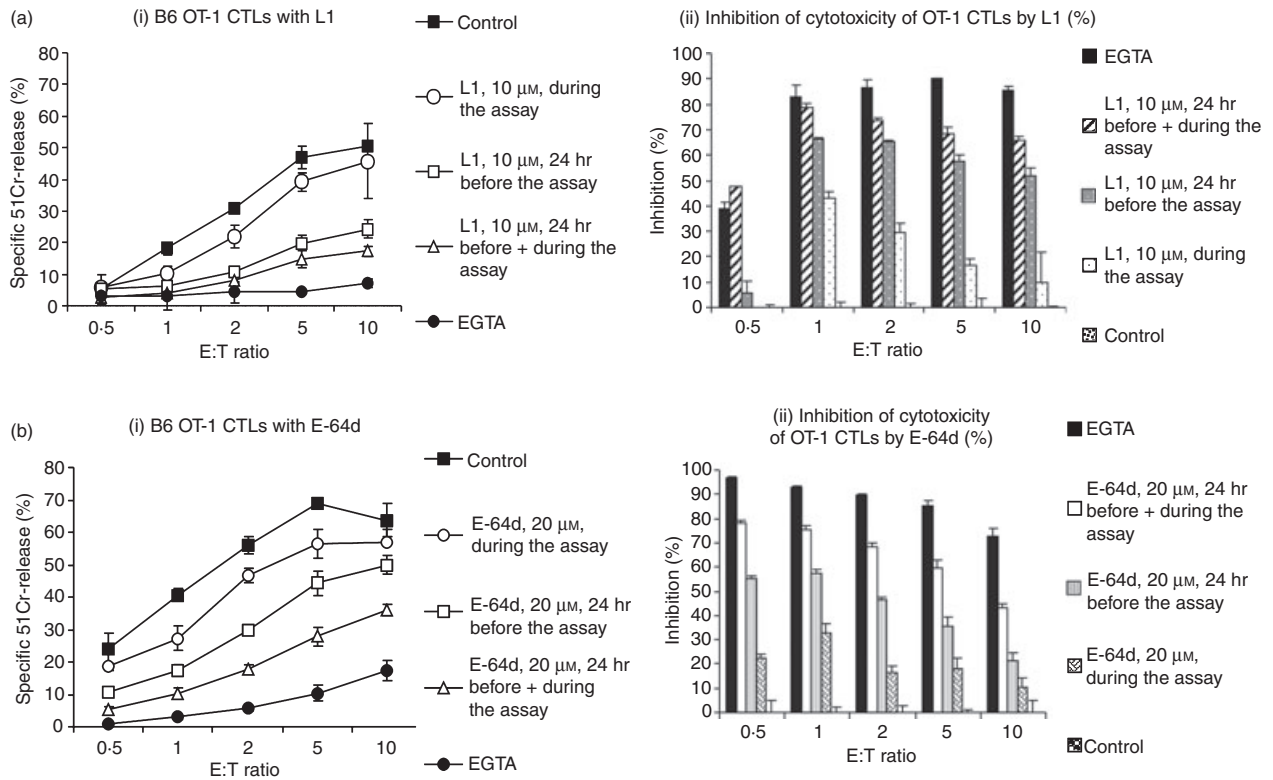 (a)
(i) B6 OT-1 CTLs with L1
Specific 51Cr-release (%)
80
70
60
50
40
30
20
10
0
0·5 1 2 5 10
E:T ratio
Control
L1, 10 μM, during
the assay
L1, 10 μM, 24 hr
before the assay
L1, 10 μM, 24 hr
before + during the
assay
EGTA
(ii) Inhibition of cytotoxicity of OT-1 CTLs by L1 (%)
Inhibition (%)
100
90
80
70
60
50
40
30
20
10
0
0·5 1 2 5 10
E:T ratio
EGTA
L1, 10 μM, 24 hr
before + during the
assay
L1, 10 μM, 24 hr
before the assay
L1, 10 μM, during
the assay
Control
(b)
(i) B6 OT-1 CTLs with E-64d
Specific 51Cr-release (%)
80
70
60
50
40
30
20
10
0
0·5 1 2 5 10
E:T ratio
Control
E-64d, 20 μM,
during the assay
E-64d, 20 μM, 24 hr
before the assay
E-64d, 20 μM, 24 hr
before + during
the assay
EGTA
(ii) Inhibition of cytotoxicity
of OT-1 CTLs by E-64d (%)
Inhibition (%)
100
90
80
70
60
50
40
30
20
10
0
0·5 1 2 5 10
E:T ratio
EGTA
E-64d, 20 μM, 24 hr
before + during the
assay
E-64d, 20 μM, 24 hr
before the assay
E-64d, 20 μM,
during the assay
Control